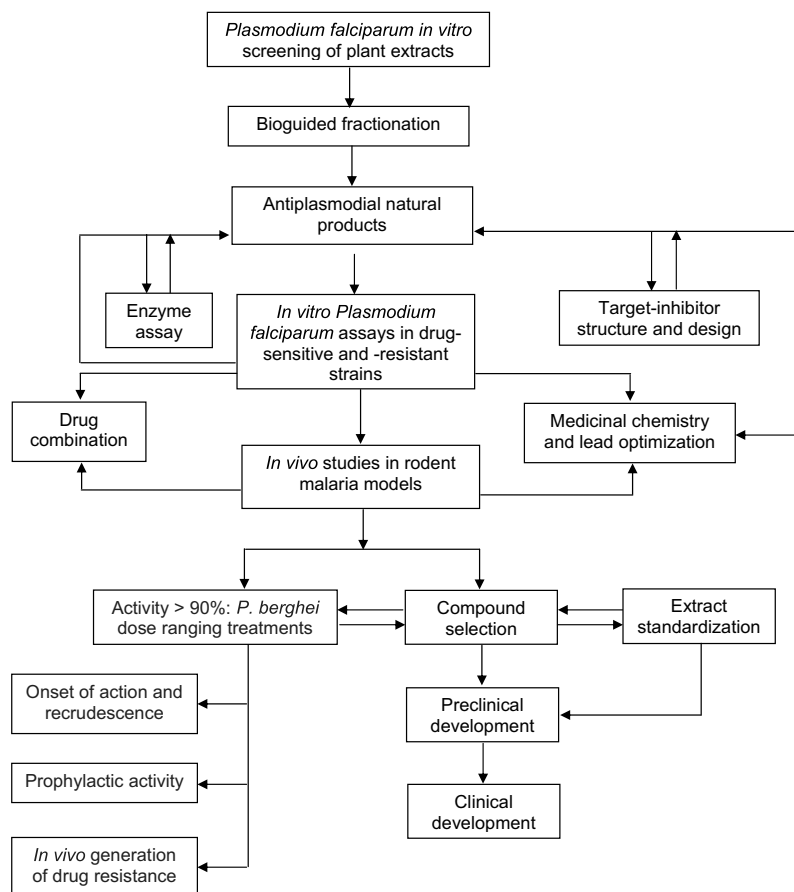 Plasmodium falciparum in vitro
screening of plant extracts
Bioguided fractionation
Antiplasmodial natural
products
Enzyme
assay
In vitro Plasmodium
falciparum assays in drug-
sensitive and -resistant
strains
Target-inhibitor
structure and design
Drug
combination
Medicinal chemistry
and lead optimization
In vivo studies in rodent
malaria models
Activity > 90%: P. berghei
dose ranging treatments
Compound
selection
Extract
standardization
Onset of action and
recrudescence
Preclinical
development
Prophylactic activity
Clinical
development
In vivo generation
of drug resistance